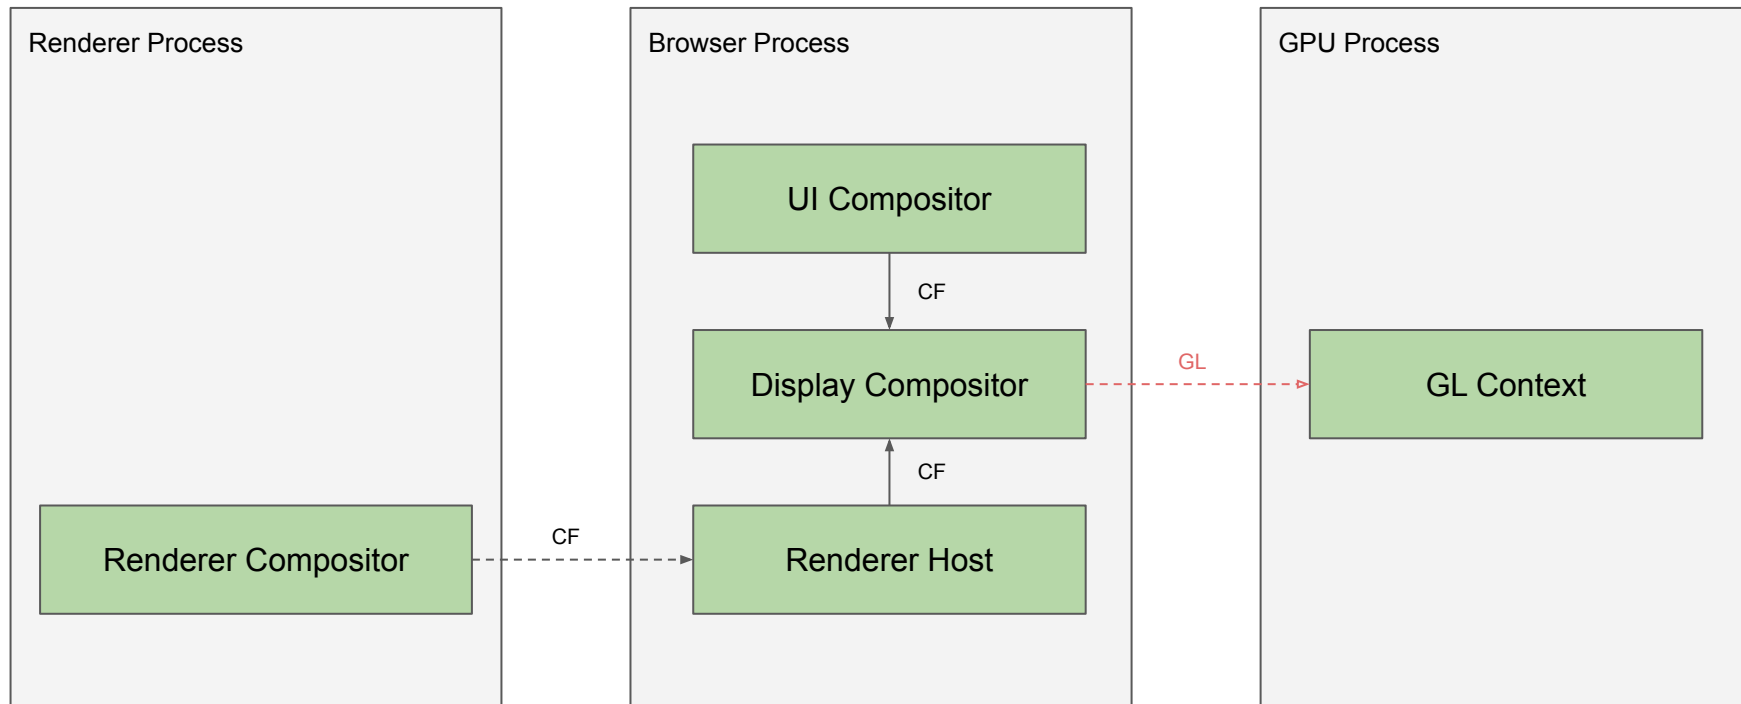 Renderer Process
Browser Process
GPU Process
UI Compositor
CF
Display Compositor
GL
GL Context
CF
Renderer Compositor
CF
Renderer Host